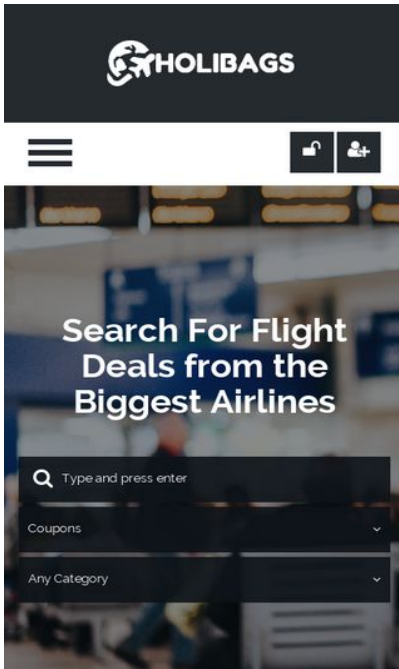 HOLIBAGS
Search For Flight
Deals from the
Biggest Airlines
Type and press enter
Coupons
Any Category